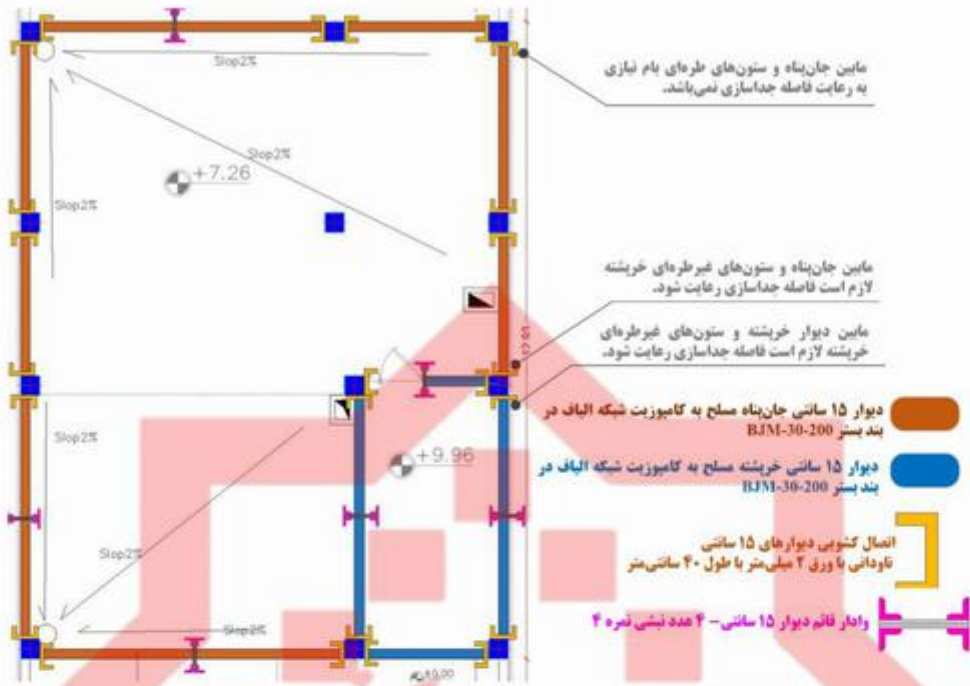 Slop2%
مابین جان‌پناه و ستون‌های طره‌ای بام نیازی
به رعایت فاصله جداسازی نمی‌باشد.
Slop2%
+7.26
Slop2%
مابین جان‌پناه و ستون‌های غیرطره‌ای خرپشته
لازم است فاصله جداسازی رعایت شود.
مابین دیوار خرپشته و ستون‌های غیرطره‌ای
خرپشته لازم است فاصله جداسازی رعایت شود.
دیوار ۱۵ سانتی جان‌پناه مسلح به کامپوزیت شبکه الیاف در
بند بستر BJM-30-200
Slop2%
+9.96
دیوار ۱۵ سانتی خرپشته مسلح به کامپوزیت شبکه الیاف در
بند بستر BJM-30-200
Slop2%
اتصال کشویی دیوارهای ۱۵ سانتی
ناودانی با ورق ۲ میلی‌متر با طول ۴۰ سانتی‌متر
وادار قائم دیوار ۱۵ سانتی– ۴ عدد نبشی نمره ۴
Slop2%